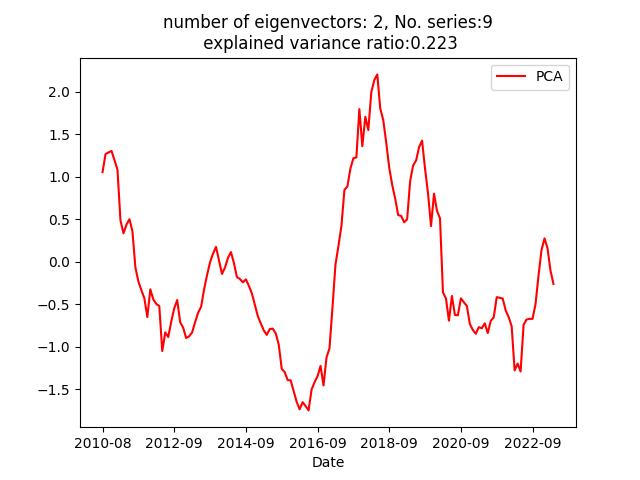 number of eigenvectors: 2, No. series:9
explained variance ratio:0.223
PCA
2.0
1.5
1.0
0.5
0.0
−0.5
−1.0
−1.5
2010-08 2012-09 2014-09 2016-09 2018-09 2020-09 2022-09
Date